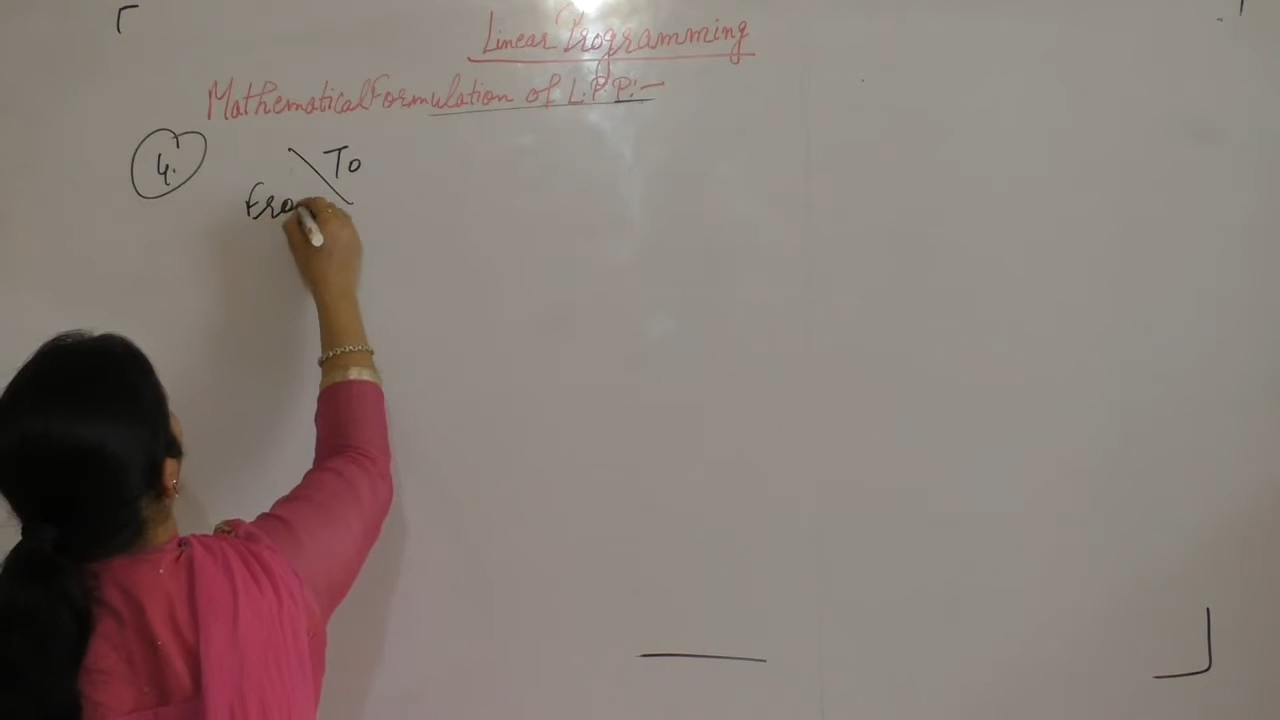 Linear Programming
Mathematical Formulation of L.P.P:-
4.
To
Fro